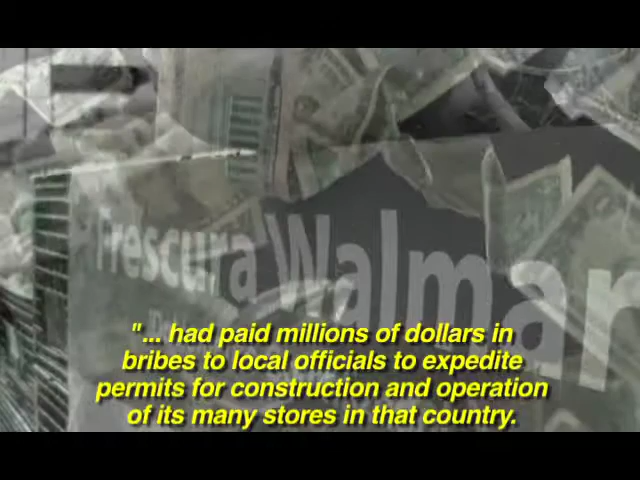 Frescura Walmar
"... had paid millions of dollars in
bribes to local officials to expedite
permits for construction and operation
of its many stores in that country.